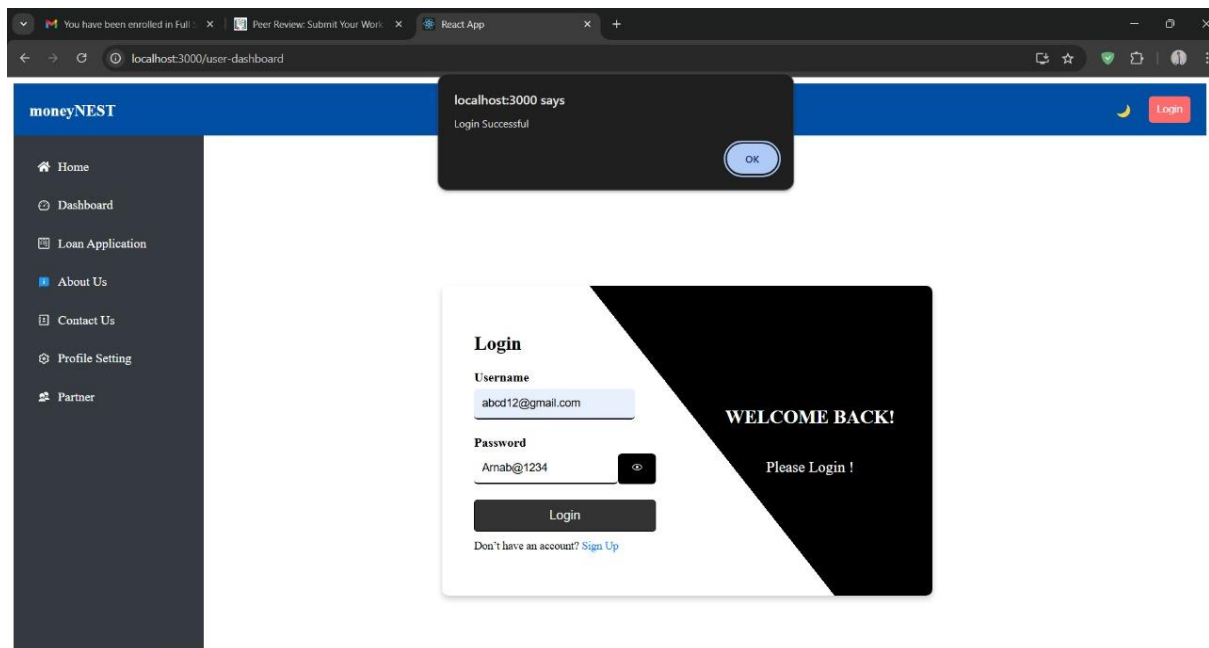 You have been enrolled in Full S
Peer Review: Submit Your Work
React App
localhost:3000/user-dashboard
moneyNEST
localhost:3000 says
Login Successful
OK
Login
Home
Dashboard
Loan Application
About Us
Contact Us
Profile Setting
Partner
Login
Username
abcd12@gmail.com
Password
Arnab@1234
Login
Don't have an account? Sign Up
WELCOME BACK!
Please Login !